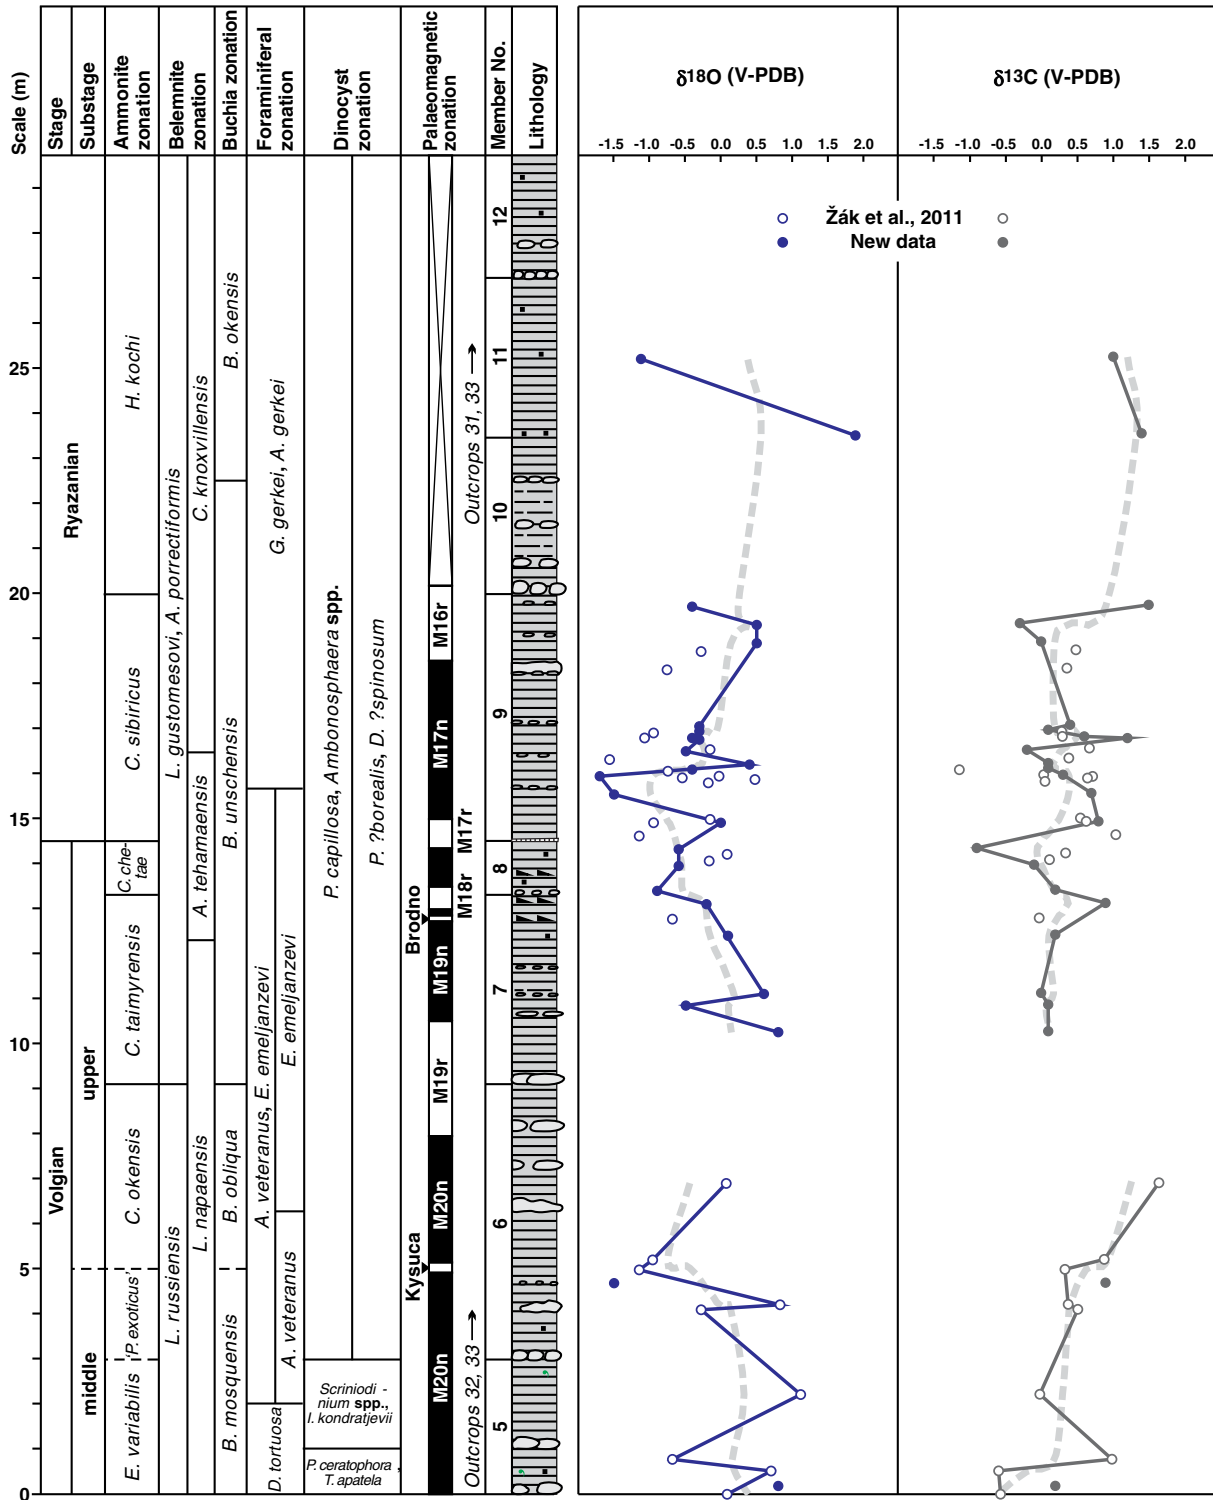 Scale (m)
Stage
Substage
Ammonite
zonation
Belemnite
zonation
Buchia zonation
Foraminiferal
zonation
Dinocyst
zonation
Palaeomagnetic
zonation
Member No.
Lithology
δ18O (V-PDB)
δ13C (V-PDB)
-1.5 -1.0 -0.5 0.0 0.5 1.0 1.5 2.0
-1.5 -1.0 -0.5 0.0 0.5 1.0 1.5 2.0
Žák et al., 2011
New data
25
20
15
10
5
0
Ryazanian
Volgian
upper
middle
H. kochi
C. sibiricus
C. che-
tae
C. taimyrensis
C. okensis
'P. exoticus'
E. variabilis
L. gustomesovi, A. porrectiformis
L. russiensis
C. knoxvillensis
A. tehamaensis
L. napaensis
B. okensis
B. unschensis
B. obliqua
B. mosquensis
G. gerkei, A. gerkei
A. veteranus, E. emeljanzevi
E. emeljanzevi
A. veteranus
D. tortuosa
P. capillosa, Ambonosphaera spp.
P. ?borealis, D. ?spinosum
Scriniodi -
nium spp.,
I. kondratjevii
P. ceratophora ,
T. apatela
M16r
M17n
M17r
M18r
Brodno
M19n
M19r
M20n
Kysuca
M20n
Outcrops 31, 33 →
Outcrops 32, 33 →
12
11
10
9
8
7
6
5